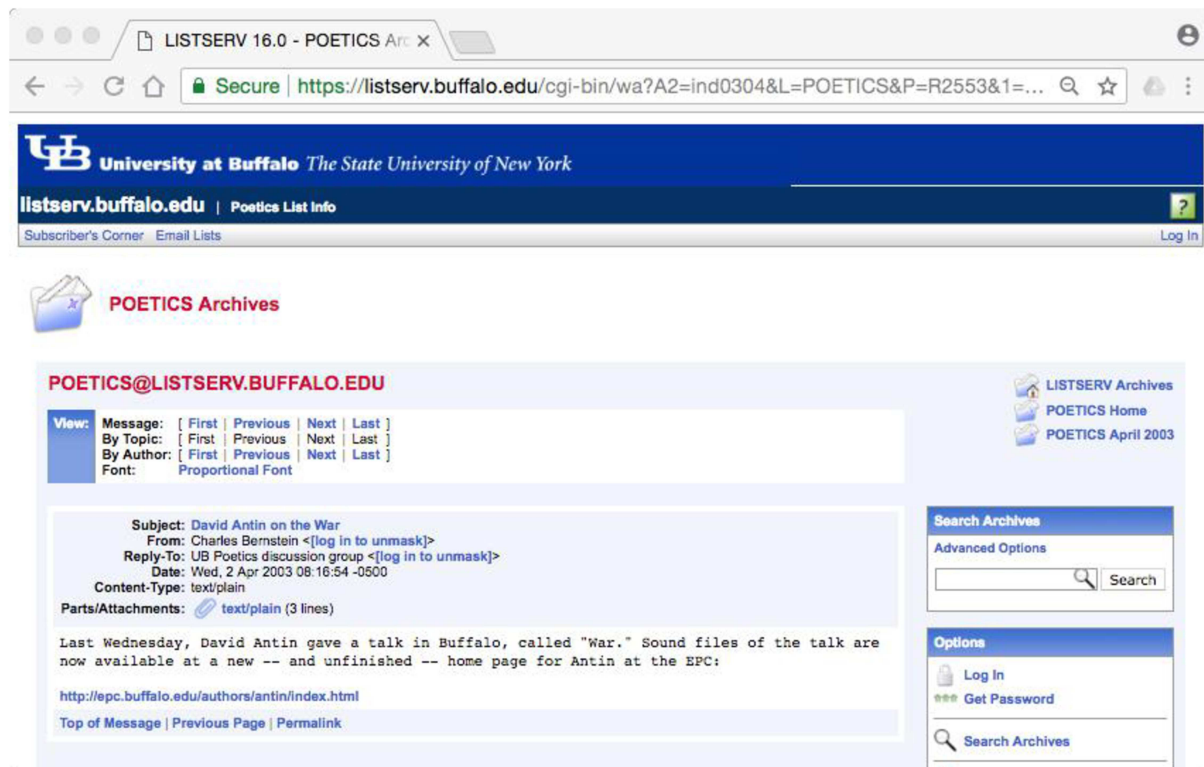 LISTSERV 16.0 - POETICS Arc
Secure | https://listserv.buffalo.edu/cgi-bin/wa?A2=ind0304&L=POETICS&P=R2553&1=...
UB University at Buffalo The State University of New York
listserv.buffalo.edu | Poetics List Info
?
Subscriber's Corner Email Lists Log In
POETICS Archives
POETICS@LISTSERV.BUFFALO.EDU
View: Message: [ First | Previous | Next | Last ]
By Topic: [ First | Previous | Next | Last ]
By Author: [ First | Previous | Next | Last ]
Font: Proportional Font
LISTSERV Archives
POETICS Home
POETICS April 2003
Subject: David Antin on the War
From: Charles Bernstein <[log in to unmask]>
Reply-To: UB Poetics discussion group <[log in to unmask]>
Date: Wed, 2 Apr 2003 08:16:54 -0500
Content-Type: text/plain
Parts/Attachments: text/plain (3 lines)
Last Wednesday, David Antin gave a talk in Buffalo, called "War." Sound files of the talk are
now available at a new -- and unfinished -- home page for Antin at the EPC:
http://epc.buffalo.edu/authors/antin/index.html
Top of Message | Previous Page | Permalink
Search Archives
Advanced Options
Search
Options
Log In
Get Password
Search Archives